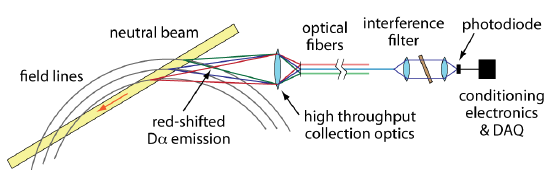 neutral beam
optical
fibers
interference
filter
photodiode
field lines
red-shifted
Dα emission
high throughput
collection optics
conditioning
electronics
& DAQ